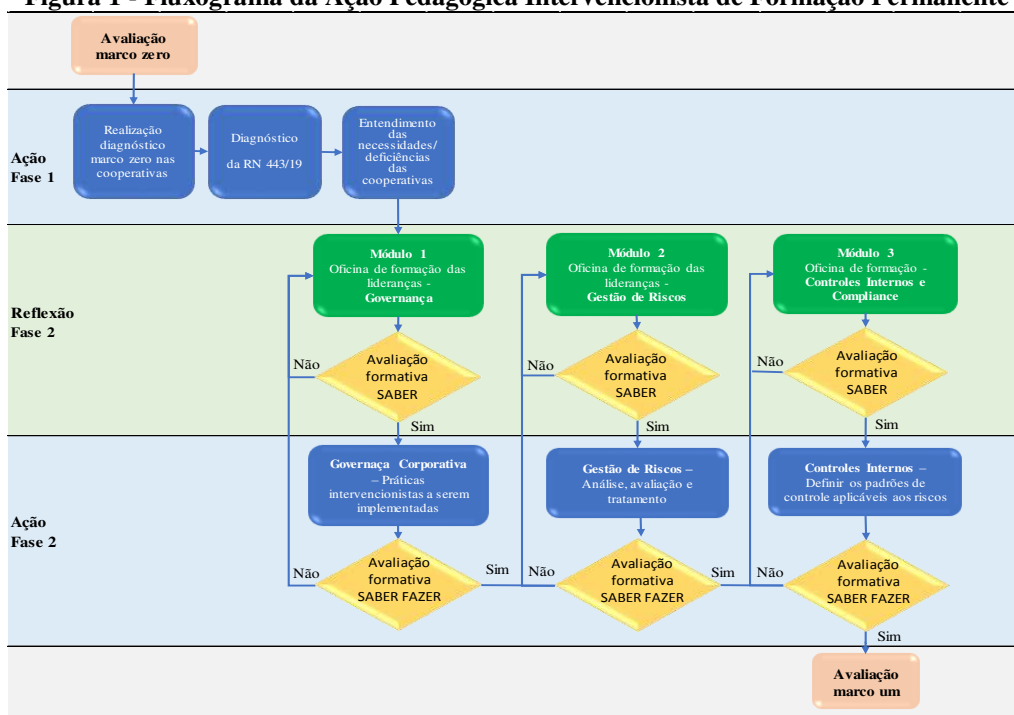 Figura 1 - Fluxograma da Ação Pedagógica Intervencionista de Formação Permanente
Avaliação
marco zero
Ação
Fase 1
Realização
diagnóstico
marco zero nas
cooperativas
Diagnóstico
da RN 443/19
Entendimento
das
necessidades/
deficiências
das
cooperativas
Reflexão
Fase 2
Módulo 1
Oficina de formação das
lideranças -
Governança
Módulo 2
Oficina de formação das
lideranças -
Gestão de Riscos
Módulo 3
Oficina de formação -
Controles Internos e
Compliance
Não
Avaliação
formativa
SABER
Não
Avaliação
formativa
SABER
Não
Avaliação
formativa
SABER
Sim
Sim
Sim
Ação
Fase 2
Governaça Corporativa
– Práticas
intervencionistas a serem
implementadas
Gestão de Riscos –
Análise, avaliação e
tratamento
Controles Internos –
Definir os padrões de
controle aplicáveis aos riscos
Não
Avaliação
formativa
SABER FAZER
Sim
Não
Avaliação
formativa
SABER FAZER
Sim
Não
Avaliação
formativa
SABER FAZER
Sim
Avaliação
marco um